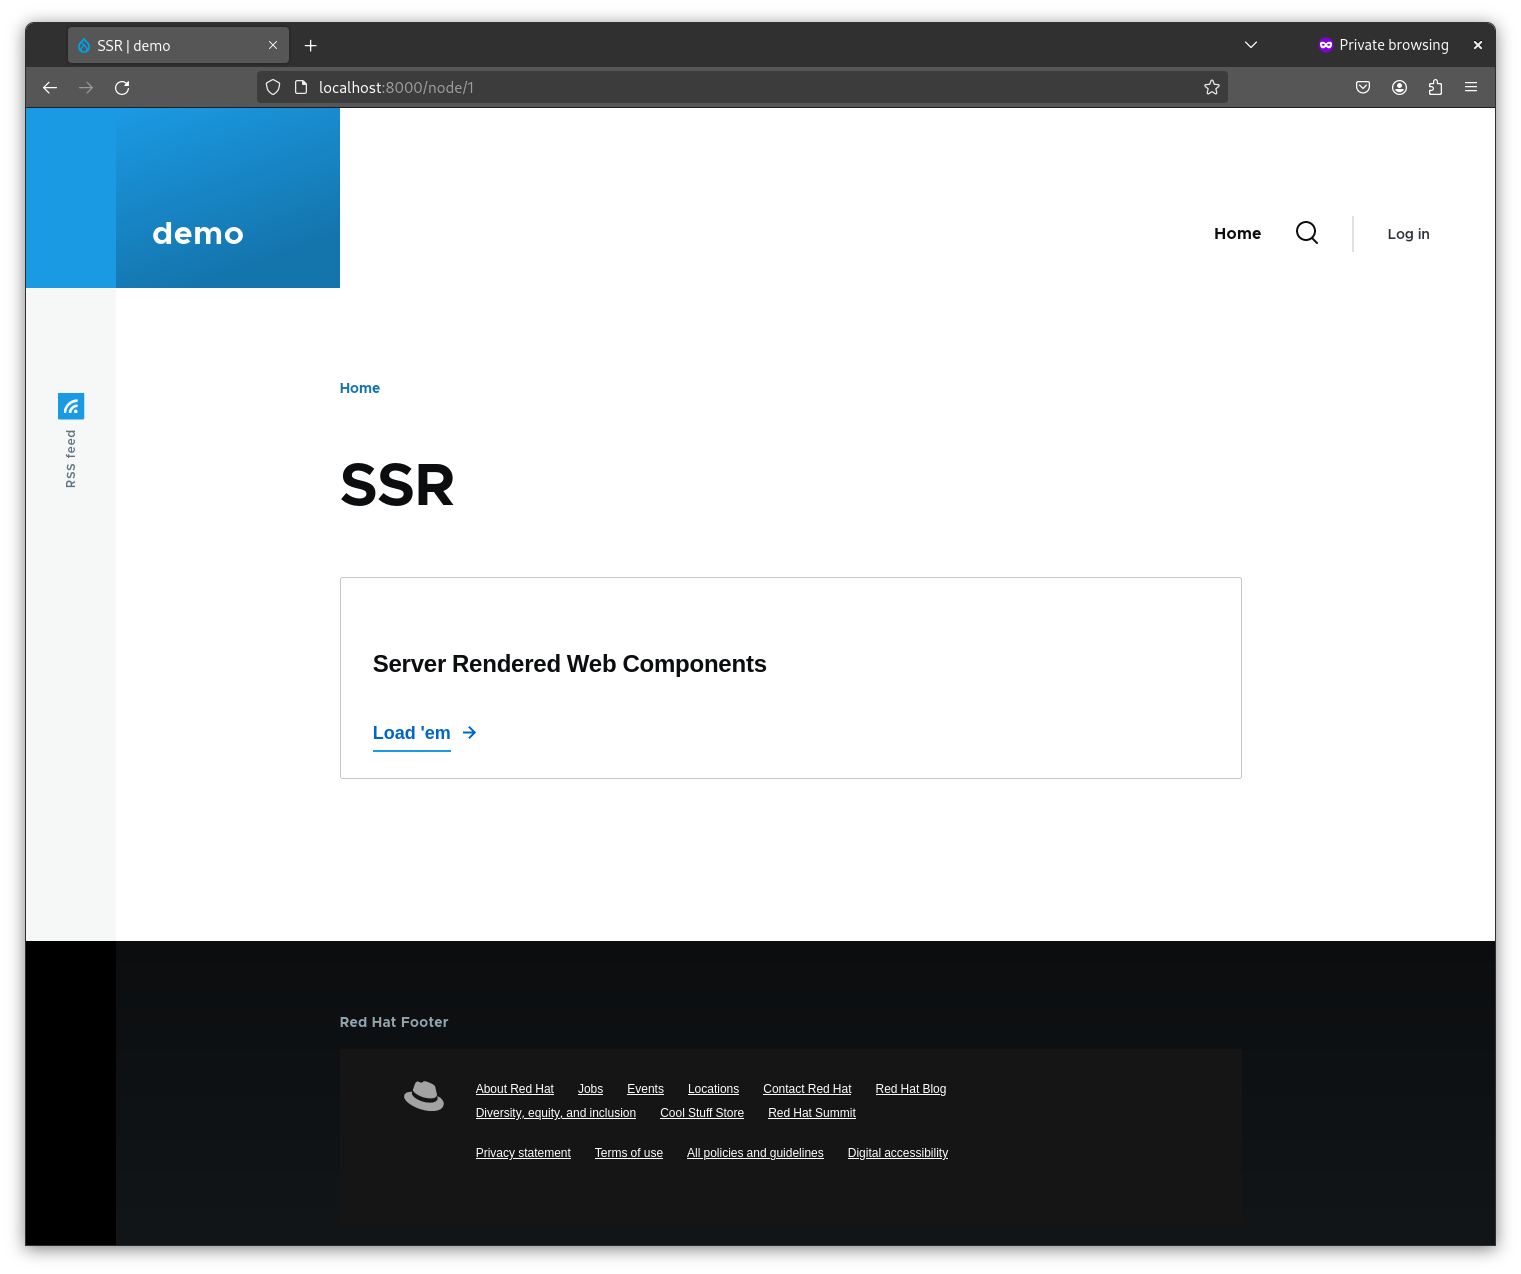 SSR | demo
Private browsing
localhost:8000/node/1
demo
Home
Log in
Home
RSS feed
SSR
Server Rendered Web Components
Load 'em
Red Hat Footer
About Red Hat Jobs Events Locations Contact Red Hat Red Hat Blog
Diversity, equity, and inclusion Cool Stuff Store Red Hat Summit
Privacy statement Terms of use All policies and guidelines Digital accessibility